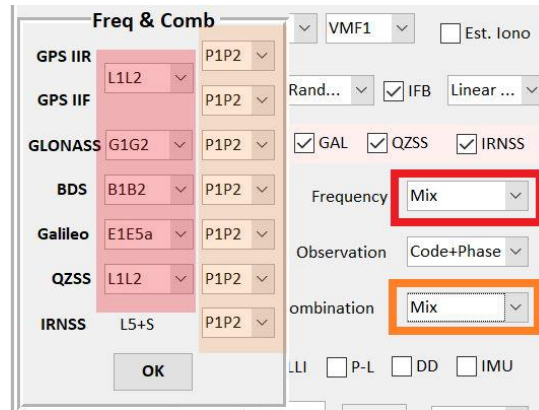 Freq & Comb
GPS IIR
L1L2
P1P2
GPS IIF
P1P2
GLONASS G1G2 P1P2
BDS B1B2 P1P2
Galileo E1E5a P1P2
QZSS L1L2 P1P2
IRNSS L5+S P1P2
OK
VMF1 Est. Iono
Rand... IFB Linear ...
GAL QZSS IRNSS
Frequency Mix
Observation Code+Phase
ombination Mix
LLI P-L DD IMU